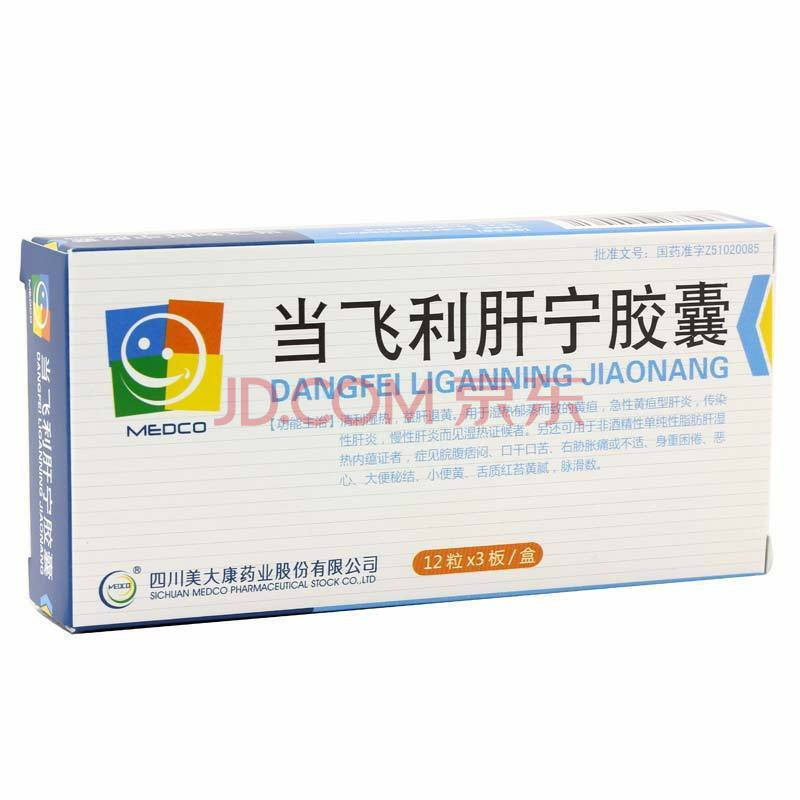 批准文号：国药准字Z51020085
当飞利肝宁胶囊
DANGFEI LIGANNING JIAONANG
JD.COM 京东
MEDCO
【功能主治】清利湿热，益肝退黄。用于湿热郁蒸而致的黄疸，急性黄疸型肝炎，传染
性肝炎，慢性肝炎而见湿热证候者。另还可用于非酒精性单纯性脂肪肝湿
热内蕴证者，症见脘腹痞闷、口干口苦、右胁胀痛或不适、身重困倦、恶
心、大便秘结、小便黄、舌质红苔黄腻，脉滑数。
12粒x3板/盒
MEDCO
®
四川美大康药业股份有限公司
SICHUAN MEDCO PHARMACEUTICAL STOCK CO.,LTD
当飞利肝宁胶囊
DANGFEI LIGANNING JIAONANG